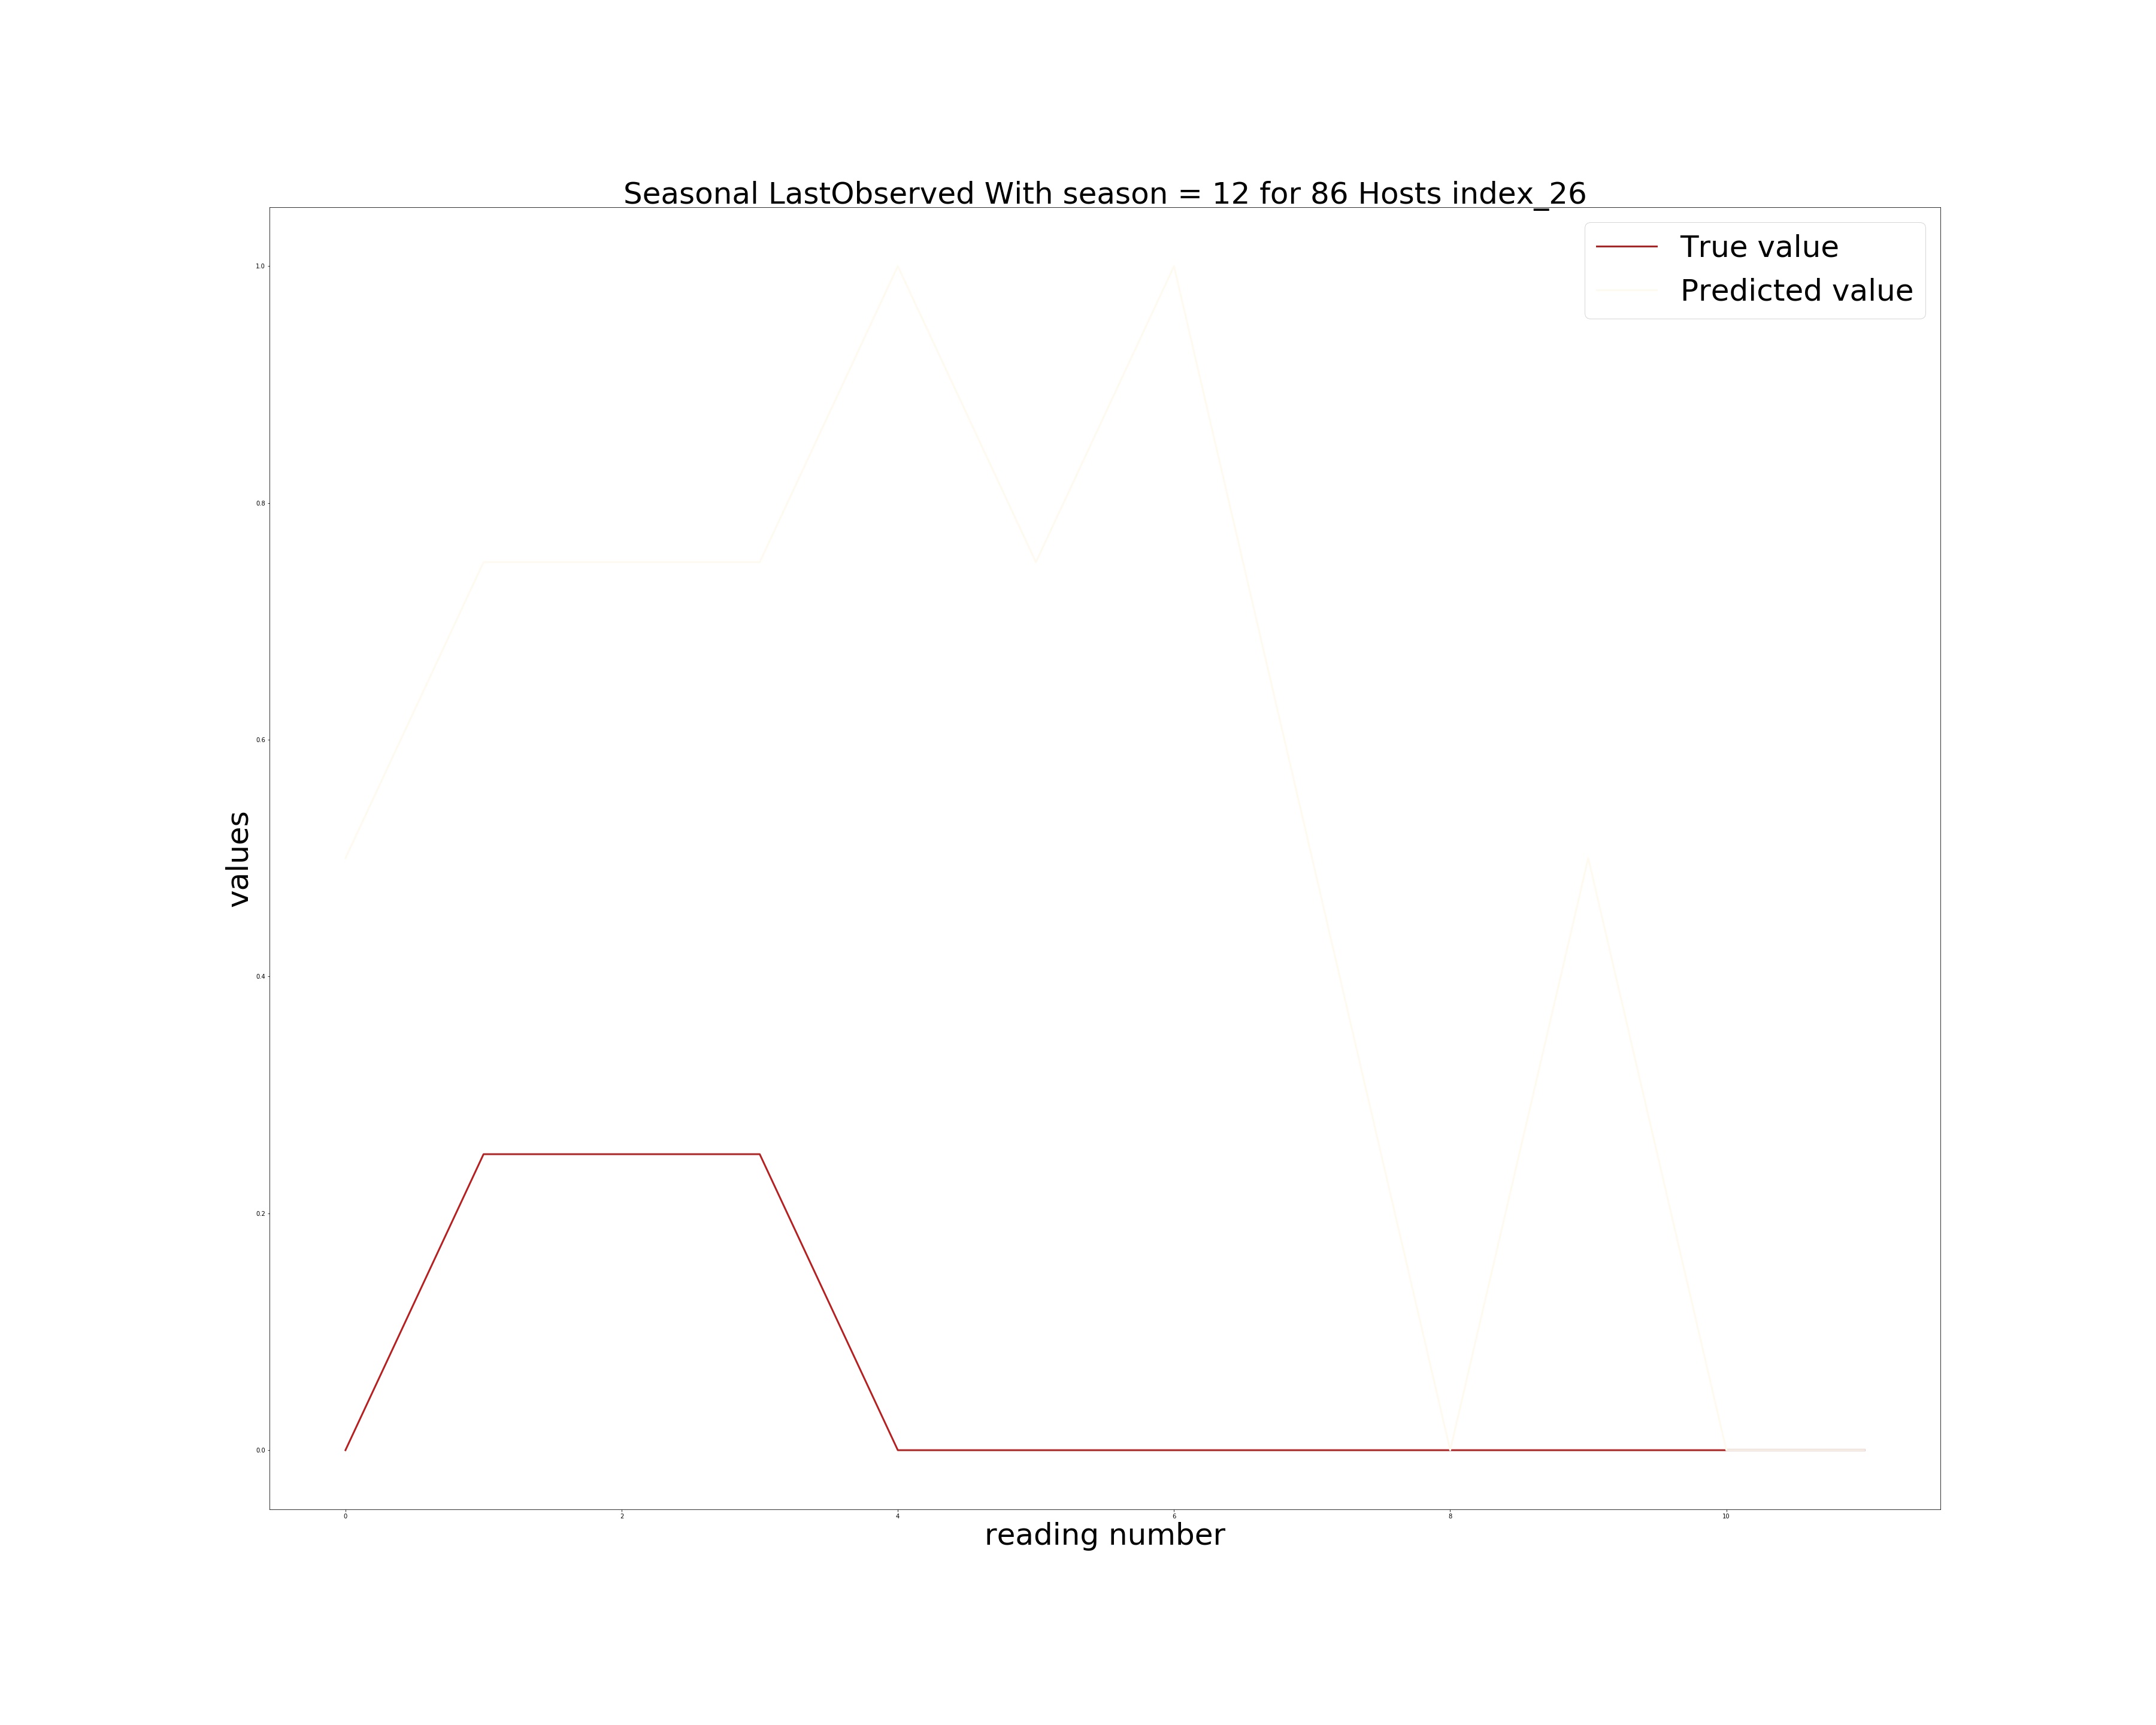 Seasonal LastObserved With season = 12 for 86 Hosts index_26
True value
Predicted value
1.0
0.8
0.6
0.4
0.2
0.0
values
0 2 4 6 8 10
reading number